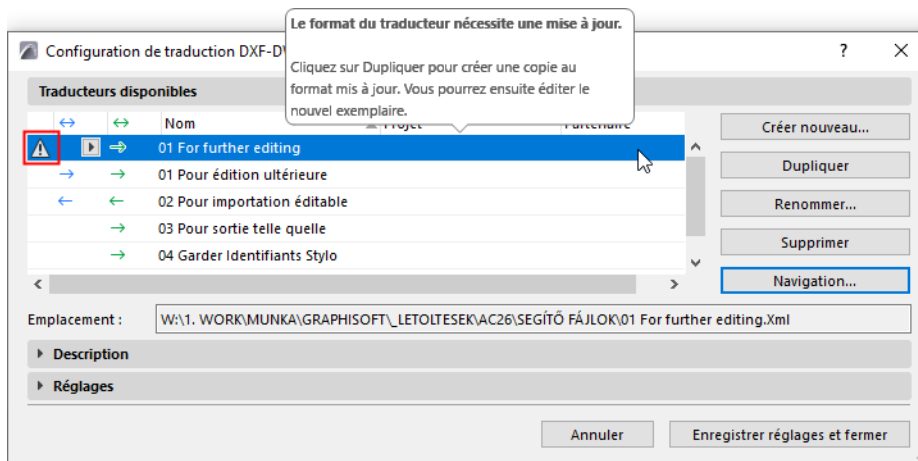 Le format du traducteur nécessite une mise à jour.
Cliquez sur Dupliquer pour créer une copie au
format mis à jour. Vous pourrez ensuite éditer le
nouvel exemplaire.
Configuration de traduction DXF-D
?
Traducteurs disponibles
Nom Projet Partenaire
01 For further editing
01 Pour édition ultérieure
02 Pour importation éditable
03 Pour sortie telle quelle
04 Garder Identifiants Stylo
Créer nouveau...
Dupliquer
Renommer...
Supprimer
Navigation...
Emplacement : W:\1. WORK\MUNKA\GRAPHISOFT\_LETOLTESEK\AC26\SEGÍTŐ FÁJLOK\01 For further editing.Xml
Description
Réglages
Annuler Enregistrer réglages et fermer